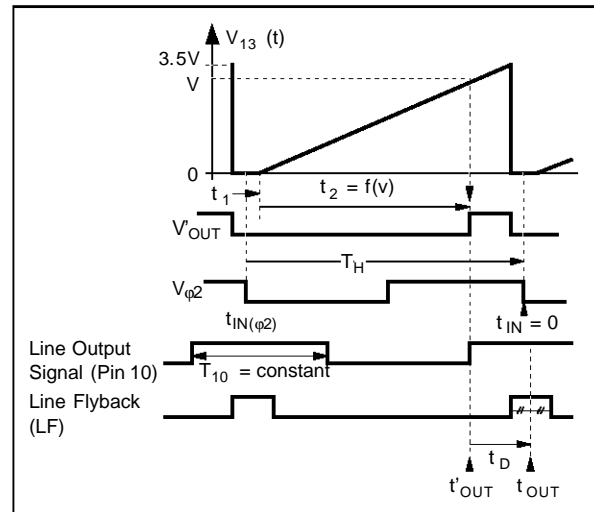 V13 (t)
3.5V
V
0
t1
t2 = f(v)
V'OUT
TH
Vφ2
tIN(φ2)
tIN = 0
Line Output
Signal (Pin 10)
T10 = constant
Line Flyback
(LF)
tD
t'OUT
tOUT